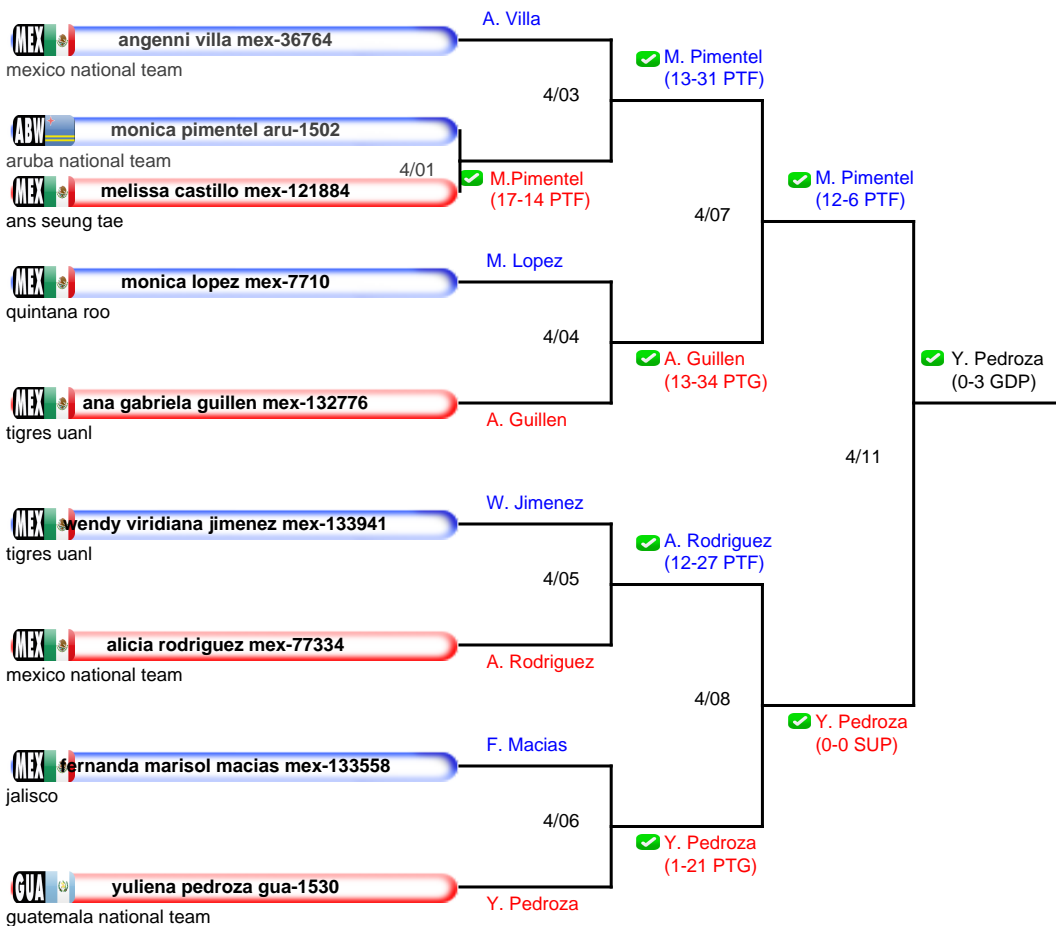 A. Villa
MEX angenni villa mex-36764
mexico national team
M. Pimentel
(13-31 PTF)
4/03
ABW monica pimentel aru-1502
aruba national team
4/01
MEX melissa castillo mex-121884
ans seung tae
M.Pimentel
(17-14 PTF)
M. Pimentel
(12-6 PTF)
4/07
M. Lopez
MEX monica lopez mex-7710
quintana roo
4/04
A. Guillen
(13-34 PTG)
Y. Pedroza
(0-3 GDP)
MEX ana gabriela guillen mex-132776
tigres uanl
A. Guillen
4/11
W. Jimenez
MEX wendy viridiana jimenez mex-133941
tigres uanl
A. Rodriguez
(12-27 PTF)
4/05
MEX alicia rodriguez mex-77334
mexico national team
A. Rodriguez
4/08
Y. Pedroza
(0-0 SUP)
F. Macias
MEX fernanda marisol macias mex-133558
jalisco
4/06
Y. Pedroza
(1-21 PTG)
GUA yuliena pedroza gua-1530
guatemala national team
Y. Pedroza